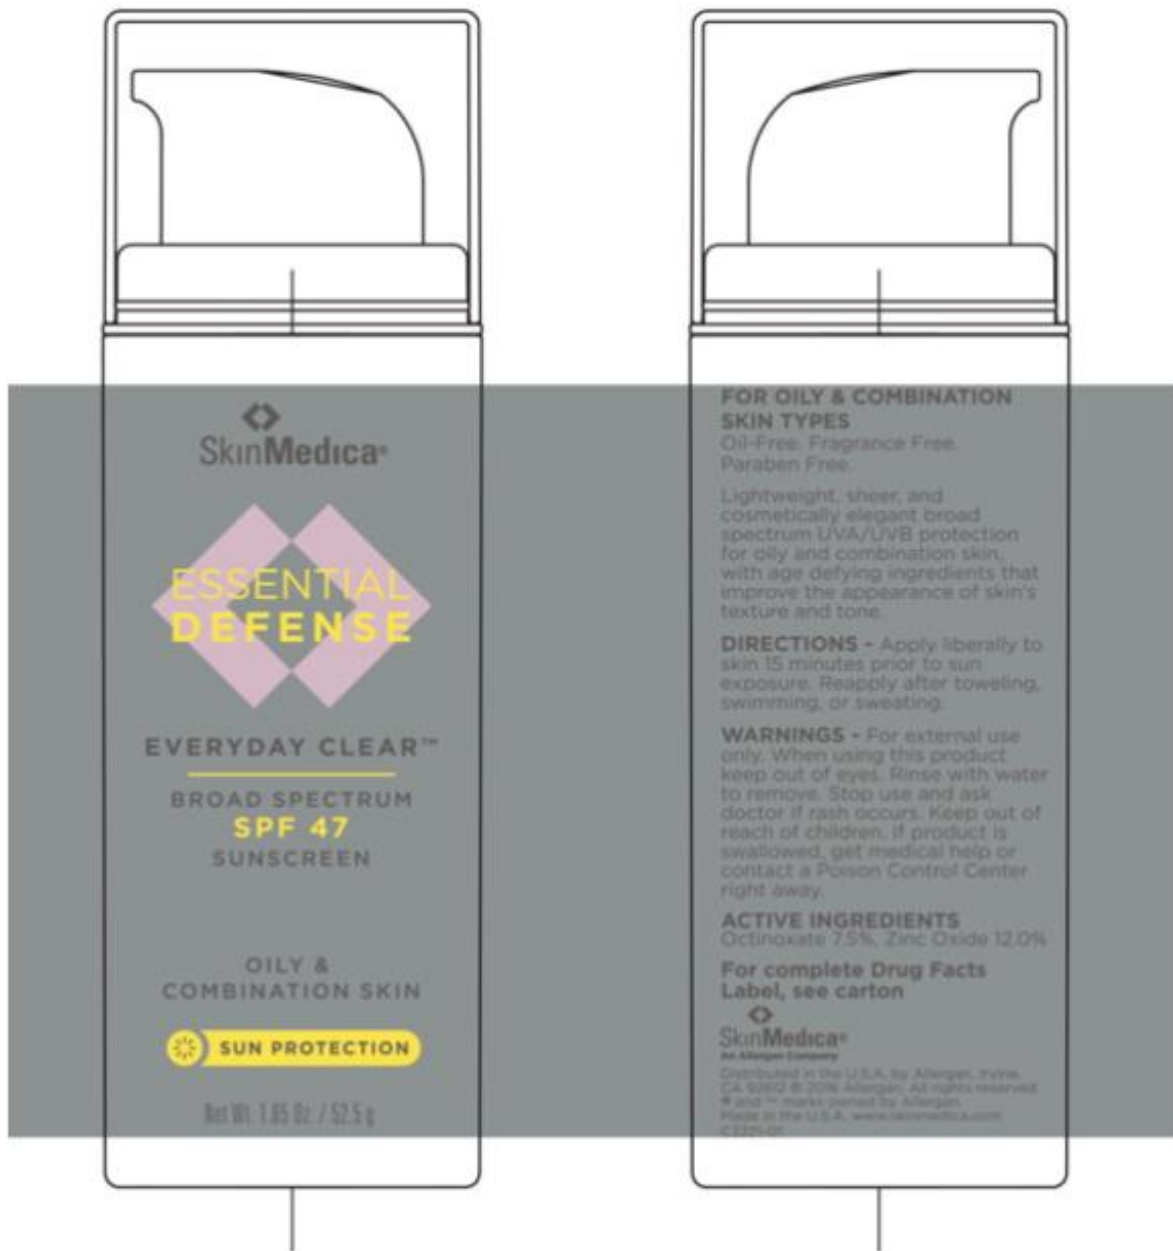 SkinMedica®
ESSENTIAL
DEFENSE
EVERYDAY CLEAR™
BROAD SPECTRUM
SPF 47
SUNSCREEN
OILY &
COMBINATION SKIN
SUN PROTECTION
Net Wt. 1.85 Oz. / 52.5 g
FOR OILY & COMBINATION
SKIN TYPES
Oil-Free. Fragrance Free.
Paraben Free.
Lightweight, sheer, and
cosmetically elegant broad
spectrum UVA/UVB protection
for oily and combination skin,
with age defying ingredients that
improve the appearance of skin's
texture and tone.
DIRECTIONS - Apply liberally to
skin 15 minutes prior to sun
exposure. Reapply after toweling,
swimming, or sweating.
WARNINGS - For external use
only. When using this product
keep out of eyes. Rinse with water
to remove. Stop use and ask
doctor if rash occurs. Keep out of
reach of children. If product is
swallowed, get medical help or
contact a Poison Control Center
right away.
ACTIVE INGREDIENTS
Octinoxate 7.5%, Zinc Oxide 12.0%
For complete Drug Facts
Label, see carton
SkinMedica®
An Allergan Company
Distributed in the U.S.A. by Allergan, Irvine,
CA 92612 © 2016 Allergan. All rights reserved.
® and ™ marks owned by Allergan.
Made in the U.S.A. www.skinmedica.com